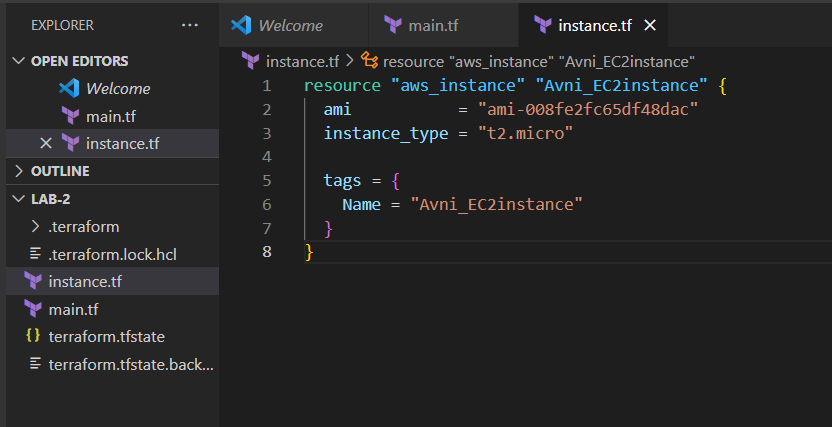 EXPLORER ...
OPEN EDITORS
Welcome
main.tf
instance.tf
OUTLINE
LAB-2
.terraform
.terraform.lock.hcl
instance.tf
main.tf
terraform.tfstate
terraform.tfstate.back...
Welcome main.tf instance.tf
instance.tf > resource "aws_instance" "Avni_EC2instance"
1 resource "aws_instance" "Avni_EC2instance" {
2   ami           = "ami-008fe2fc65df48dac"
3   instance_type = "t2.micro"
4
5   tags = {
6     Name = "Avni_EC2instance"
7   }
8 }